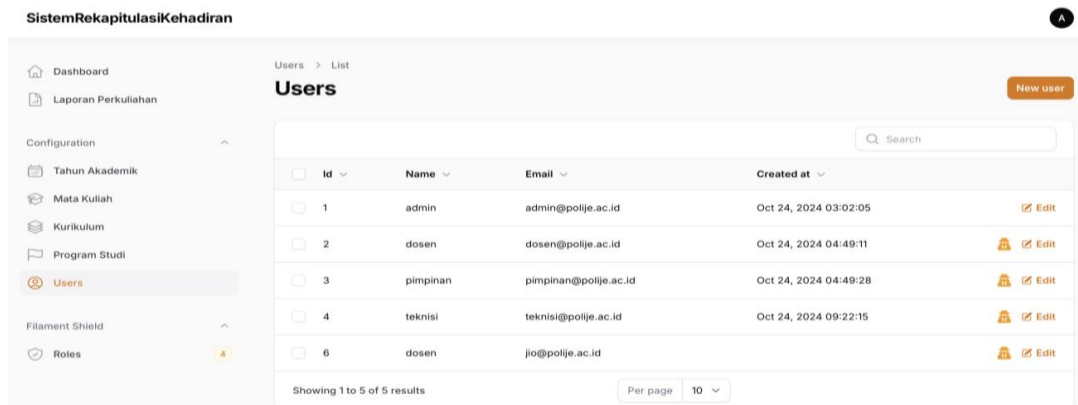 SistemRekapitulasiKehadiran
A
Dashboard
Laporan Perkuliahan
Configuration
Tahun Akademik
Mata Kuliah
Kurikulum
Program Studi
Users
Filament Shield
Roles 4
Users > List
Users
New user
Search
Id Name Email Created at
1 admin admin@polije.ac.id Oct 24, 2024 03:02:05 Edit
2 dosen dosen@polije.ac.id Oct 24, 2024 04:49:11 Edit
3 pimpinan pimpinan@polije.ac.id Oct 24, 2024 04:49:28 Edit
4 teknisi teknisi@polije.ac.id Oct 24, 2024 09:22:15 Edit
6 dosen jio@polije.ac.id Edit
Showing 1 to 5 of 5 results Per page 10